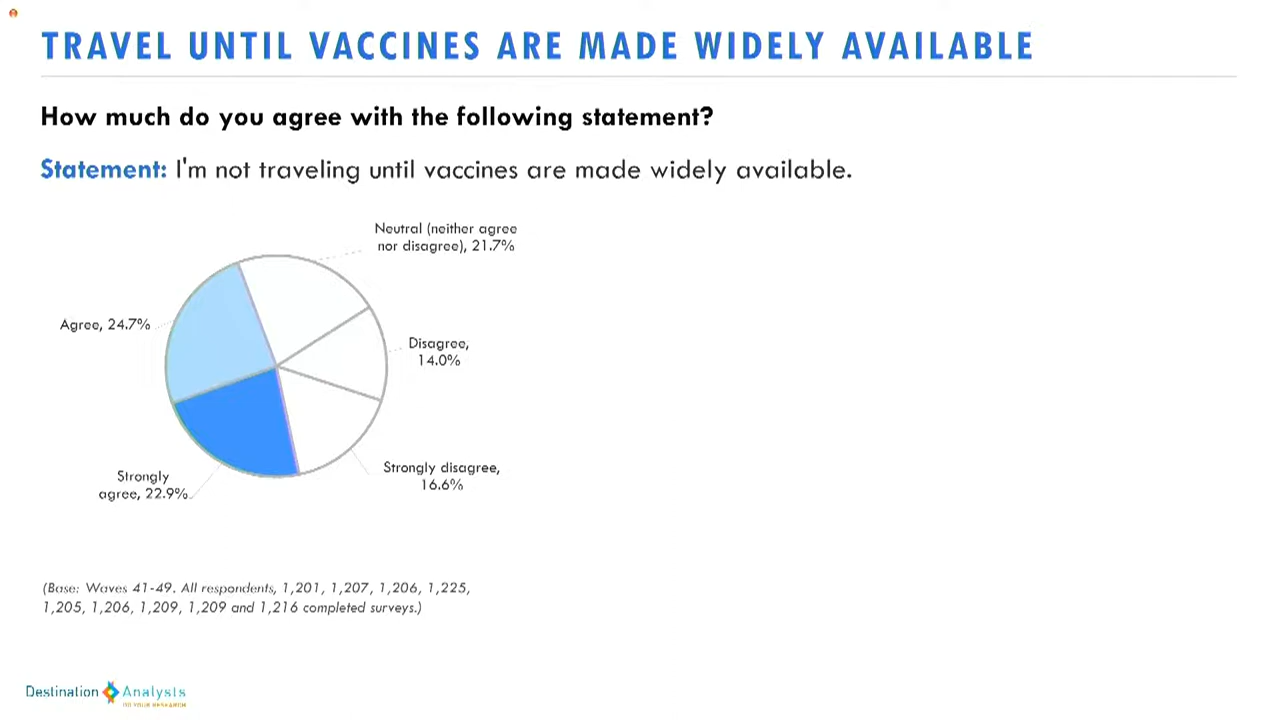 TRAVEL UNTIL VACCINES ARE MADE WIDELY AVAILABLE
How much do you agree with the following statement?
Statement: I'm not traveling until vaccines are made widely available.
Neutral (neither agree
nor disagree), 21.7%
Agree, 24.7%
Disagree,
14.0%
Strongly disagree,
16.6%
Strongly
agree, 22.9%
(Base: Waves 41-49. All respondents, 1,201, 1,207, 1,206, 1,225,
1,205, 1,206, 1,209, 1,209 and 1,216 completed surveys.)
Destination Analysts
DO YOUR RESEARCH